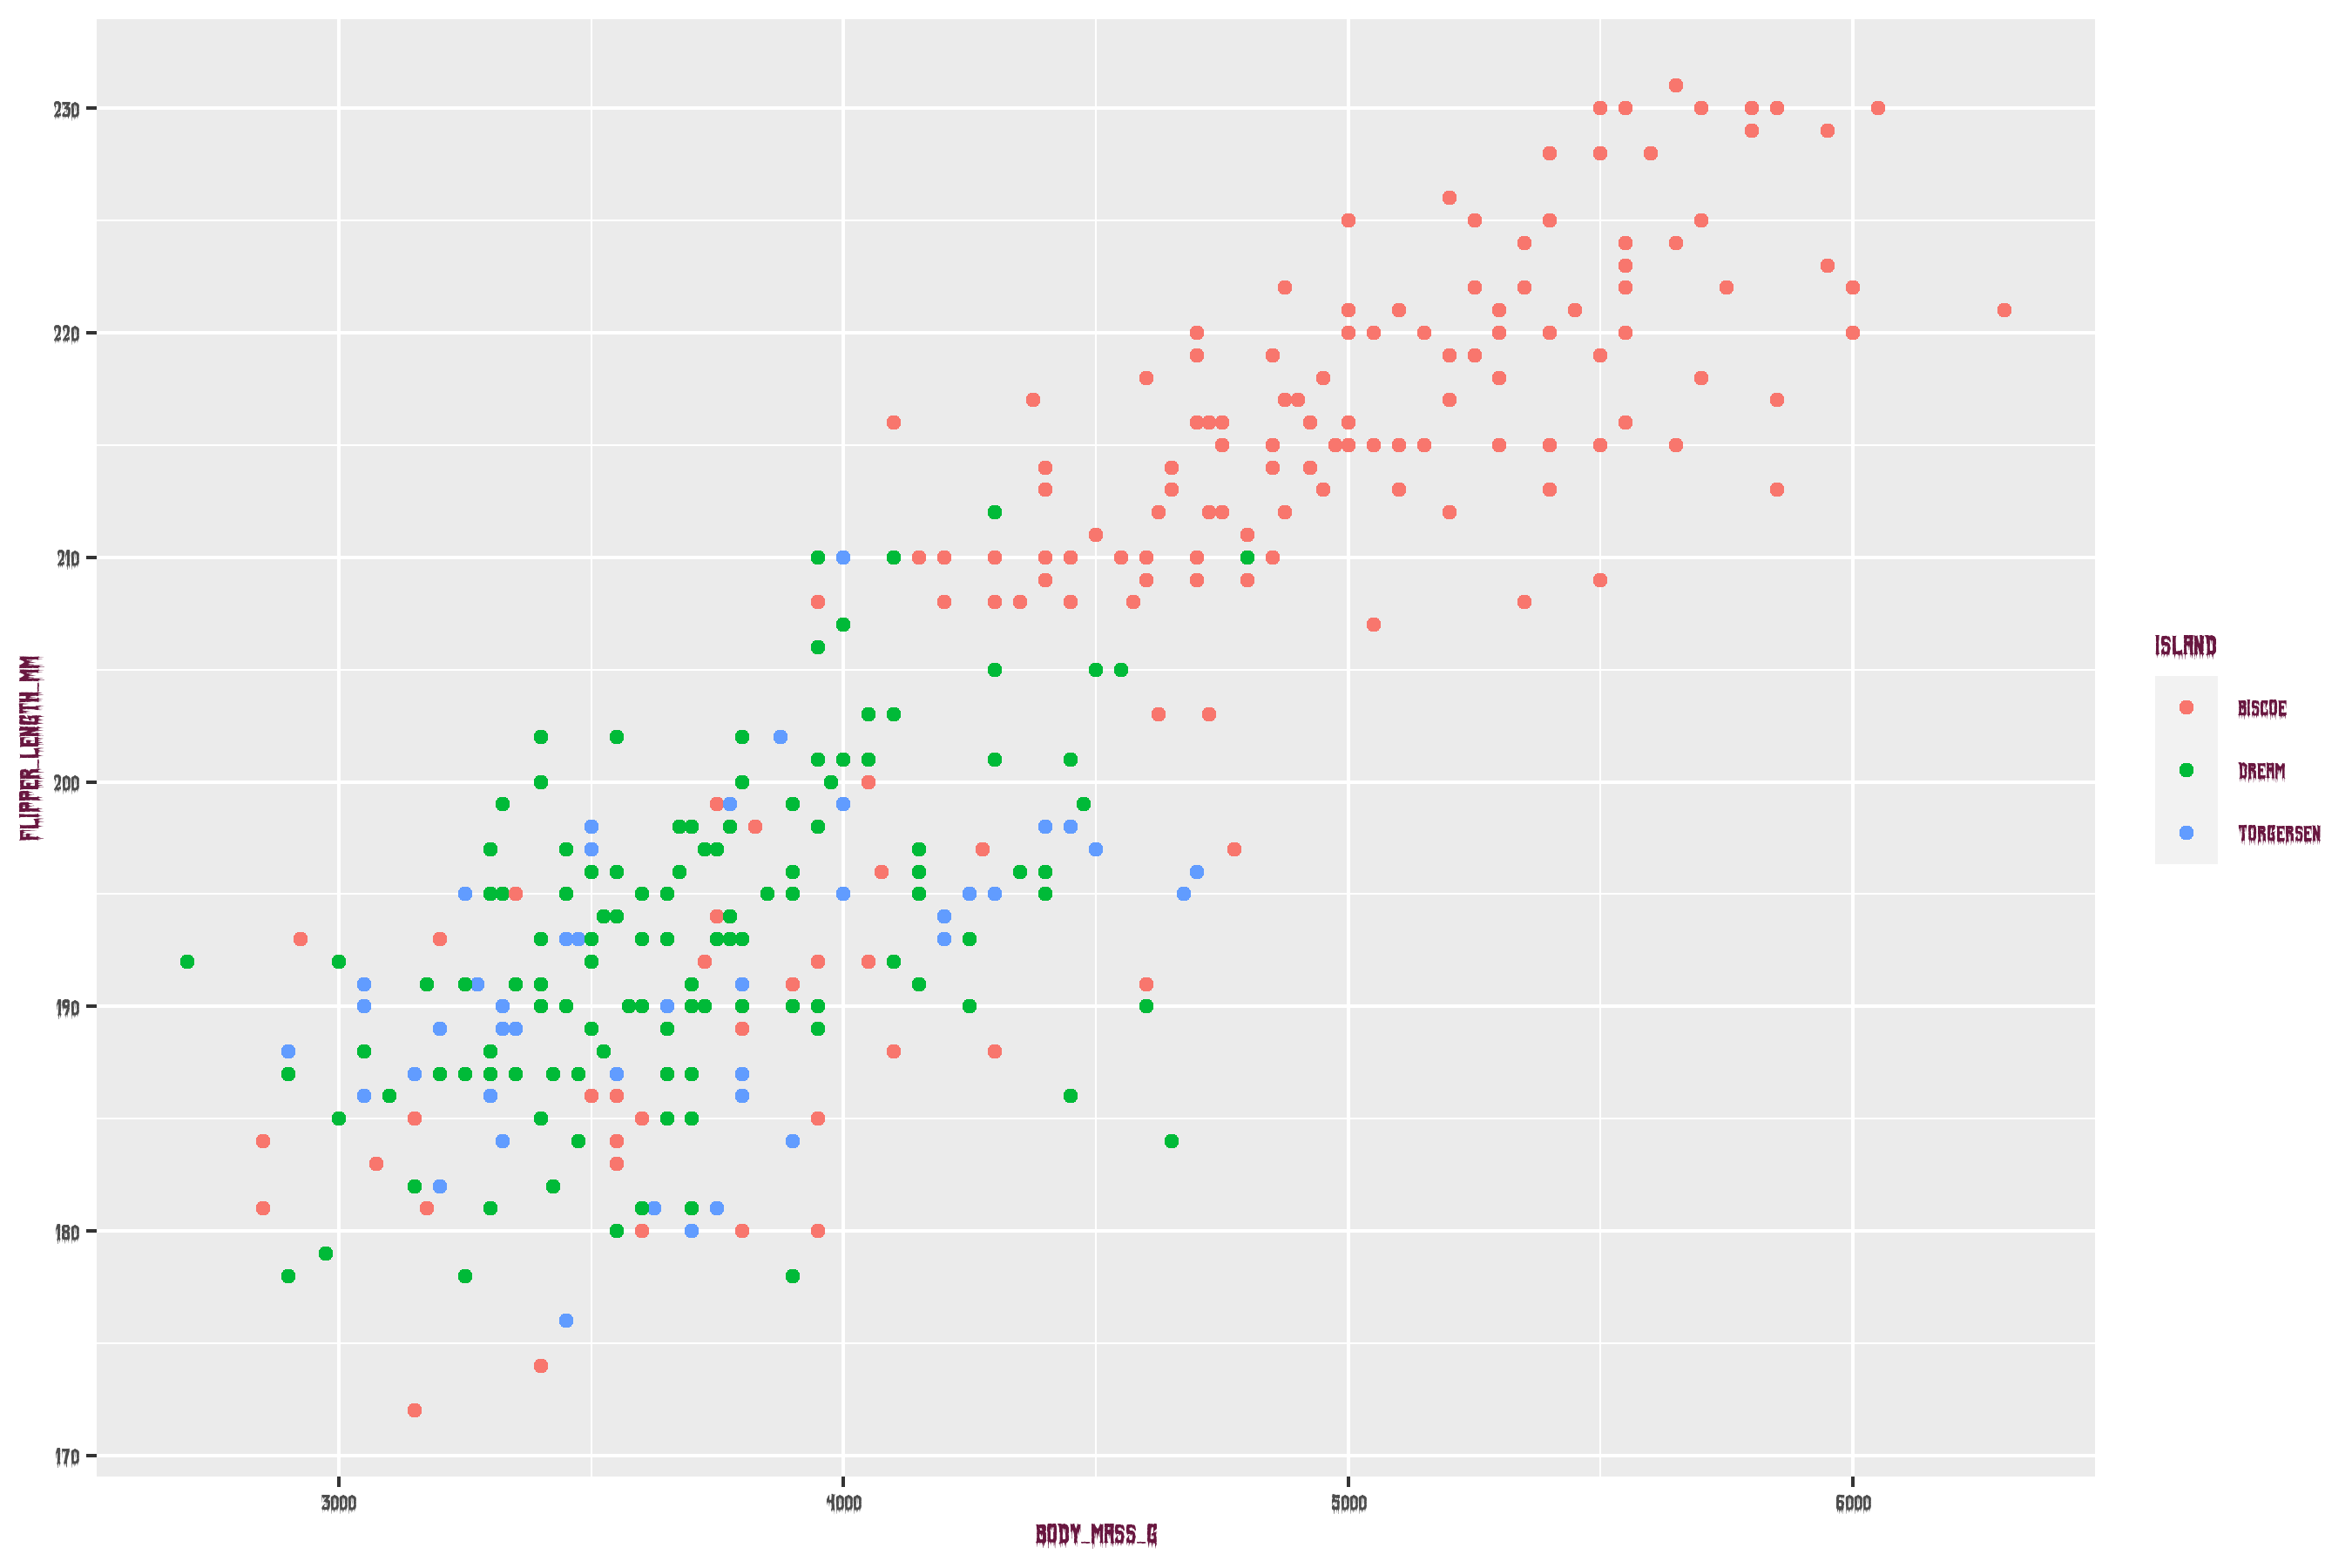 230
220
210
200
190
180
170
FLIPPER_LENGTH_MM
3000 4000 5000 6000
BODY_MASS_G
ISLAND
BISCOE
DREAM
TORGERSEN